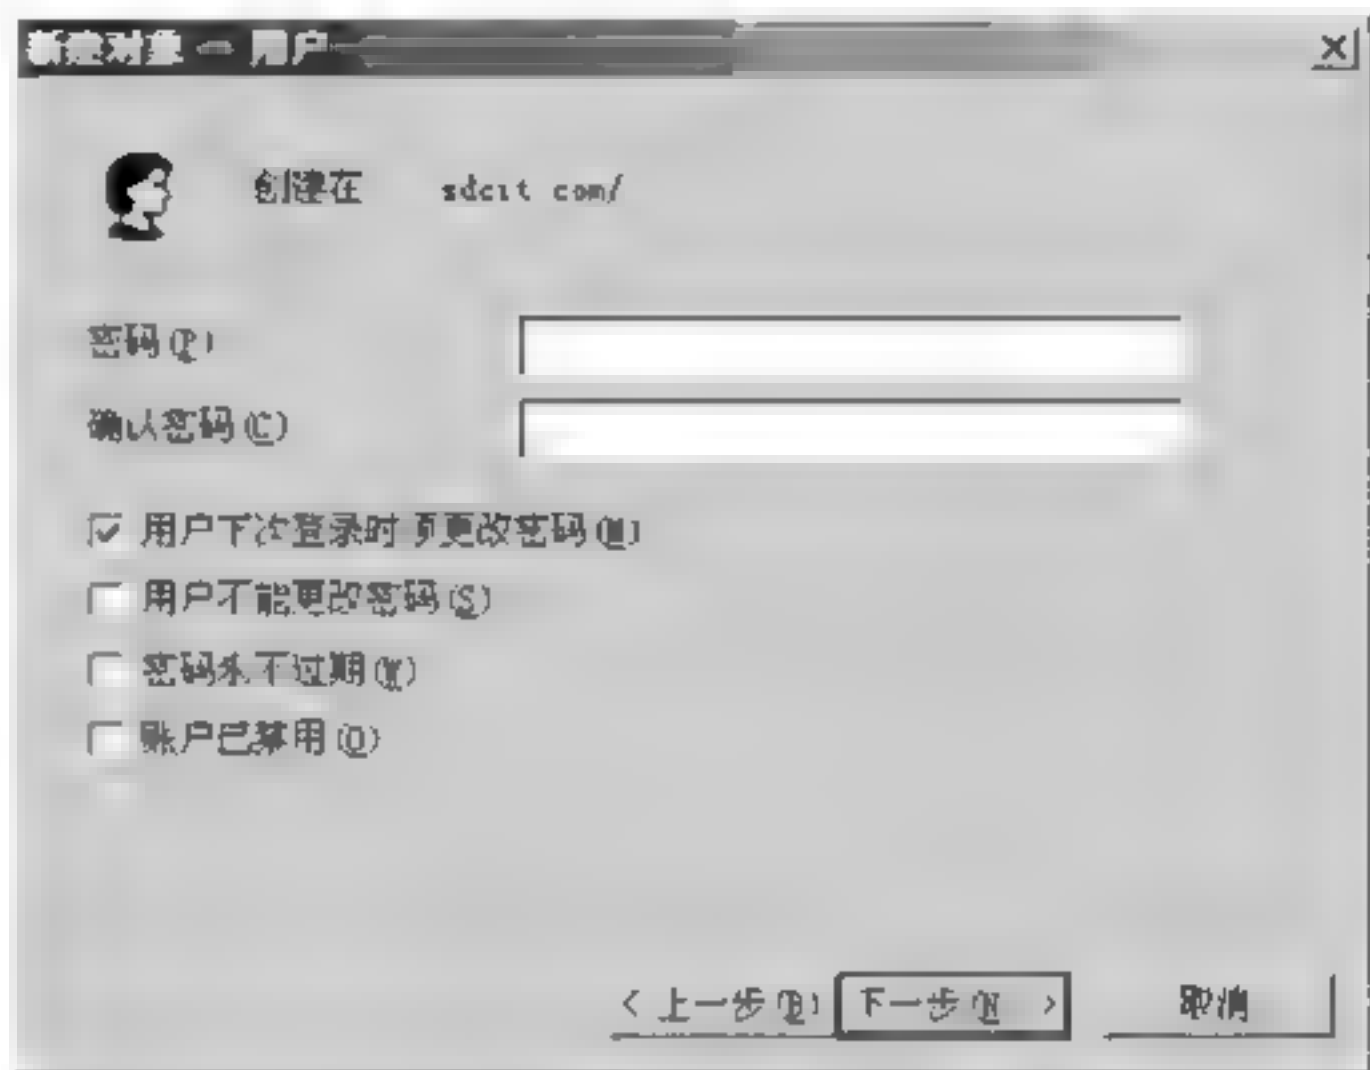 新建对象 - 用户
创建在 sdcit com/
密码(P)
确认密码(C)
用户下次登录时须更改密码(M)
用户不能更改密码(S)
密码永不过期(W)
账户已禁用(O)
< 上一步(B) 下一步(N > 取消